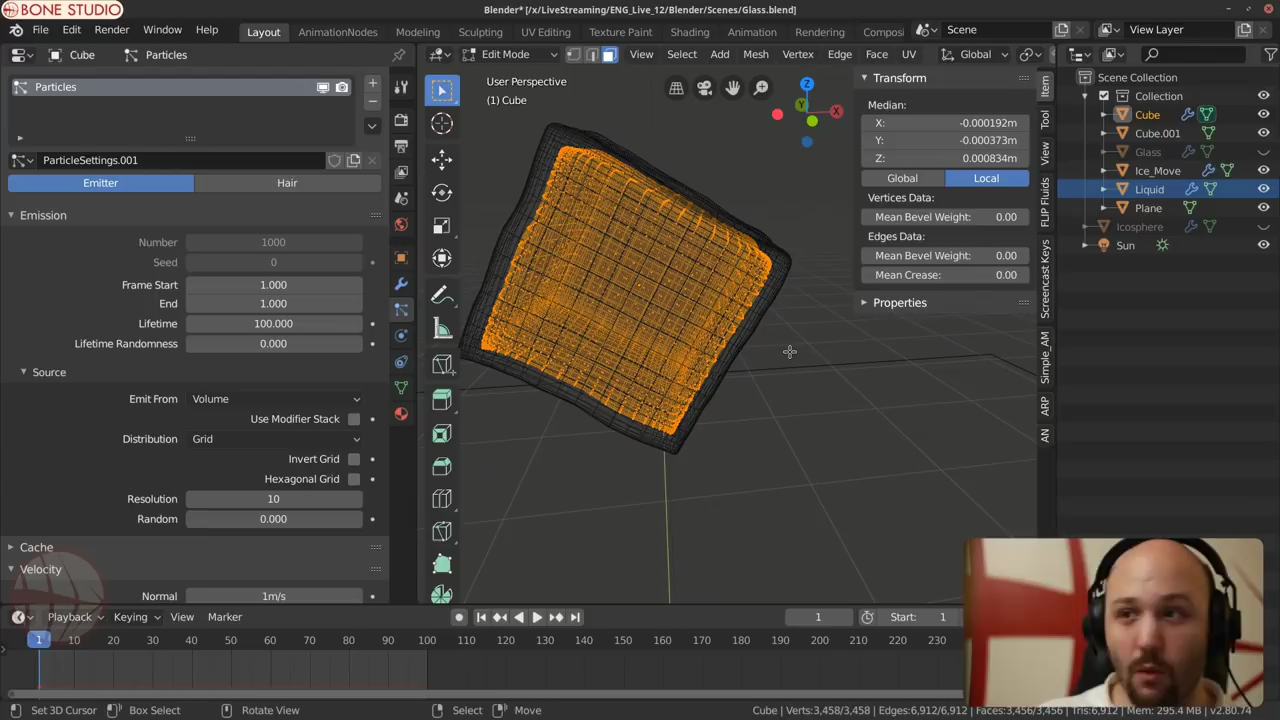 BONE STUDIO
Blender* [/x/LiveStreaming/ENG_Live_12/Blender/Scenes/Glass.blend]
File Edit Render Window Help Layout AnimationNodes Modeling Sculpting UV Editing Texture Paint Shading Animation Rendering Composi Scene View Layer
Cube Particles Edit Mode View Select Add Mesh Vertex Edge Face UV Global
Particles
ParticleSettings.001
Emitter Hair
Emission
Number 1000
Seed 0
Frame Start 1.000
End 1.000
Lifetime 100.000
Lifetime Randomness 0.000
Source
Emit From Volume
Use Modifier Stack
Distribution Grid
Invert Grid
Hexagonal Grid
Resolution 10
Random 0.000
Cache
Velocity
Normal 1m/s
User Perspective
(1) Cube
Z
Y
X
Transform
Median:
X: -0.000192m
Y: -0.000373m
Z: 0.000834m
Global Local
Vertices Data:
Mean Bevel Weight: 0.00
Edges Data:
Mean Bevel Weight: 0.00
Mean Crease: 0.00
Properties
Item
Tool
View
FLIP Fluids
Screencast Keys
Simple_AM
ARP
AN
Scene Collection
Collection
Cube
Cube.001
Glass
Ice_Move
Liquid
Plane
Icosphere
Sun
Playback Keying View Marker 1 Start: 1
1 10 20 30 40 50 60 70 80 90 100 110 120 130 140 150 160 170 180 190 200 210 220 230
Set 3D Cursor Box Select Rotate View Select Move Cube | Verts:3,458/3,458 | Edges:6,912/6,912 | Faces:3,456/3,456 | Tris:6,912 | Mem: 295.4 MB | v2.80.74